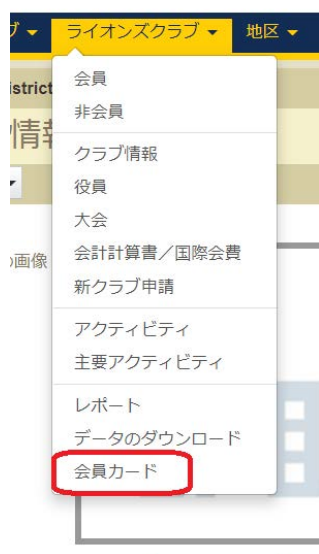 ブ ライオンズクラブ 地区
istrict
会員
非会員
情報
クラブ情報
役員
大会
の画像
会計計算書／国際会費
新クラブ申請
アクティビティ
主要アクティビティ
レポート
データのダウンロード
会員カード